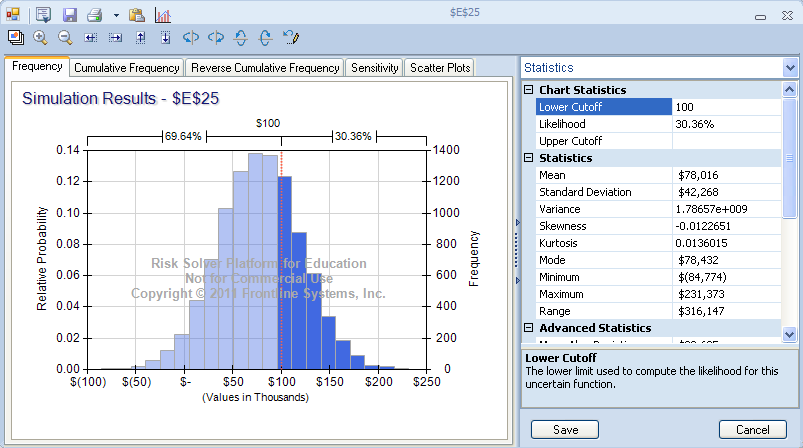 $E$25
Frequency Cumulative Frequency Reverse Cumulative Frequency Sensitivity Scatter Plots
Simulation Results - $E$25
$100
69.64% 30.36%
0.14 1400
0.12 1200
0.10 1000
0.08 800
0.06 600
0.04 400
0.02 200
0.00 0
Relative Probability
Frequency
Risk Solver Platform for Education
Not for Commercial Use
Copyright © 2011 Frontline Systems, Inc.
$(100) $(50) $- $50 $100 $150 $200 $250
(Values in Thousands)
Statistics
Chart Statistics
Lower Cutoff 100
Likelihood 30.36%
Upper Cutoff
Statistics
Mean $78,016
Standard Deviation $42,268
Variance 1.78657e+009
Skewness -0.0122651
Kurtosis 0.0136015
Mode $78,432
Minimum $(84,774)
Maximum $231,373
Range $316,147
Advanced Statistics
Lower Cutoff
The lower limit used to compute the likelihood for this
uncertain function.
Save Cancel